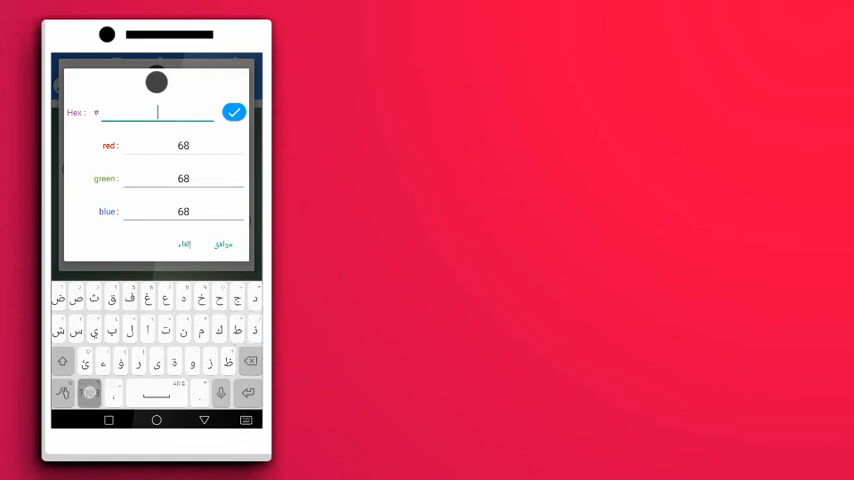 Hex : #
red : 68
green : 68
blue : 68
إلغاء موافق
ض ص ث ق ف غ ع ه خ ح ج د
ش س ي ب ل ا ت ن م ك ط ذ
ئ ء ؤ ر ى ة و ز ظ
، .